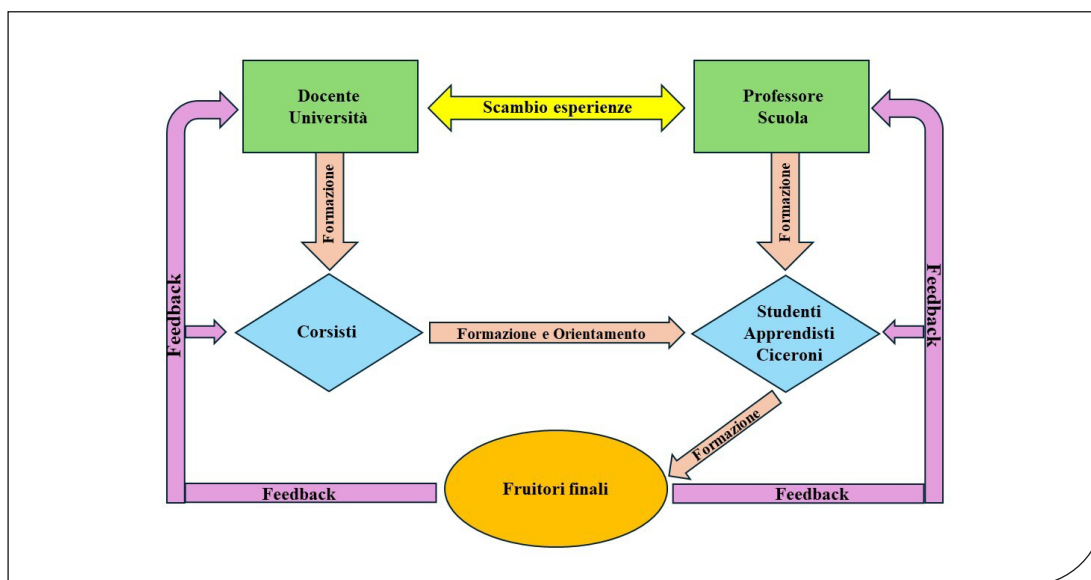 Docente
Università
Scambio esperienze
Professore
Scuola
Formazione
Formazione
Feedback
Corsisti
Formazione e Orientamento
Studenti
Apprendisti
Ciceroni
Feedback
Formazione
Fruitori finali
Feedback
Feedback